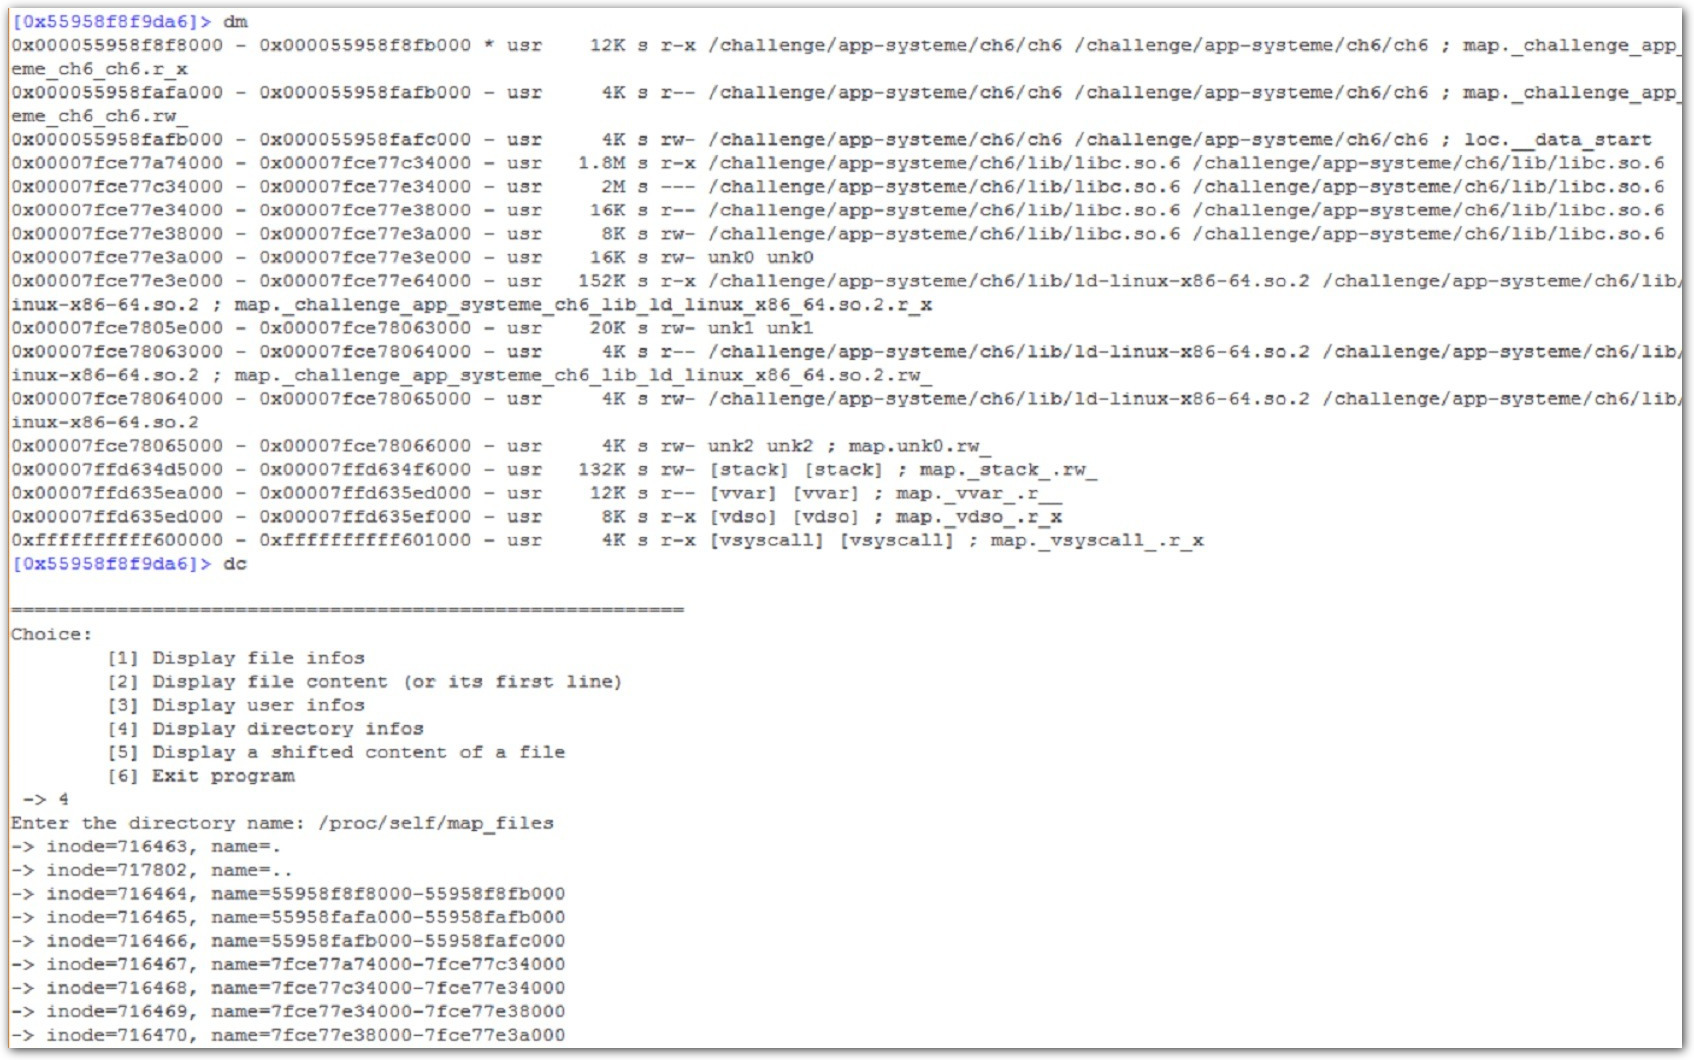 [0x55958f8f9da6]> dm
0x000055958f8f8000 - 0x000055958f8fb000 * usr    12K s r-x /challenge/app-systeme/ch6/ch6 /challenge/app-systeme/ch6/ch6 ; map._challenge_app_
eme_ch6_ch6.r_x
0x000055958fafa000 - 0x000055958fafb000 - usr     4K s r-- /challenge/app-systeme/ch6/ch6 /challenge/app-systeme/ch6/ch6 ; map._challenge_app_
eme_ch6_ch6.rw_
0x000055958fafb000 - 0x000055958fafc000 - usr     4K s rw- /challenge/app-systeme/ch6/ch6 /challenge/app-systeme/ch6/ch6 ; loc.__data_start
0x00007fce77a74000 - 0x00007fce77c34000 - usr   1.8M s r-x /challenge/app-systeme/ch6/lib/libc.so.6 /challenge/app-systeme/ch6/lib/libc.so.6
0x00007fce77c34000 - 0x00007fce77e34000 - usr     2M s --- /challenge/app-systeme/ch6/lib/libc.so.6 /challenge/app-systeme/ch6/lib/libc.so.6
0x00007fce77e34000 - 0x00007fce77e38000 - usr    16K s r-- /challenge/app-systeme/ch6/lib/libc.so.6 /challenge/app-systeme/ch6/lib/libc.so.6
0x00007fce77e38000 - 0x00007fce77e3a000 - usr     8K s rw- /challenge/app-systeme/ch6/lib/libc.so.6 /challenge/app-systeme/ch6/lib/libc.so.6
0x00007fce77e3a000 - 0x00007fce77e3e000 - usr    16K s rw- unk0 unk0
0x00007fce77e3e000 - 0x00007fce77e64000 - usr   152K s r-x /challenge/app-systeme/ch6/lib/ld-linux-x86-64.so.2 /challenge/app-systeme/ch6/lib/
inux-x86-64.so.2 ; map._challenge_app_systeme_ch6_lib_ld_linux_x86_64.so.2.r_x
0x00007fce7805e000 - 0x00007fce78063000 - usr    20K s rw- unk1 unk1
0x00007fce78063000 - 0x00007fce78064000 - usr     4K s r-- /challenge/app-systeme/ch6/lib/ld-linux-x86-64.so.2 /challenge/app-systeme/ch6/lib/
inux-x86-64.so.2 ; map._challenge_app_systeme_ch6_lib_ld_linux_x86_64.so.2.rw_
0x00007fce78064000 - 0x00007fce78065000 - usr     4K s rw- /challenge/app-systeme/ch6/lib/ld-linux-x86-64.so.2 /challenge/app-systeme/ch6/lib/
inux-x86-64.so.2
0x00007fce78065000 - 0x00007fce78066000 - usr     4K s rw- unk2 unk2 ; map.unk0.rw_
0x00007ffd634d5000 - 0x00007ffd634f6000 - usr   132K s rw- [stack] [stack] ; map._stack_.rw_
0x00007ffd635ea000 - 0x00007ffd635ed000 - usr    12K s r-- [vvar] [vvar] ; map._vvar_.r__
0x00007ffd635ed000 - 0x00007ffd635ef000 - usr     8K s r-x [vdso] [vdso] ; map._vdso_.r_x
0xffffffffff600000 - 0xffffffffff601000 - usr     4K s r-x [vsyscall] [vsyscall] ; map._vsyscall_.r_x
[0x55958f8f9da6]> dc
=========================================================
Choice:
[1] Display file infos
[2] Display file content (or its first line)
[3] Display user infos
[4] Display directory infos
[5] Display a shifted content of a file
[6] Exit program
-> 4
Enter the directory name: /proc/self/map_files
-> inode=716463, name=.
-> inode=717802, name=..
-> inode=716464, name=55958f8f8000-55958f8fb000
-> inode=716465, name=55958fafa000-55958fafb000
-> inode=716466, name=55958fafb000-55958fafc000
-> inode=716467, name=7fce77a74000-7fce77c34000
-> inode=716468, name=7fce77c34000-7fce77e34000
-> inode=716469, name=7fce77e34000-7fce77e38000
-> inode=716470, name=7fce77e38000-7fce77e3a000